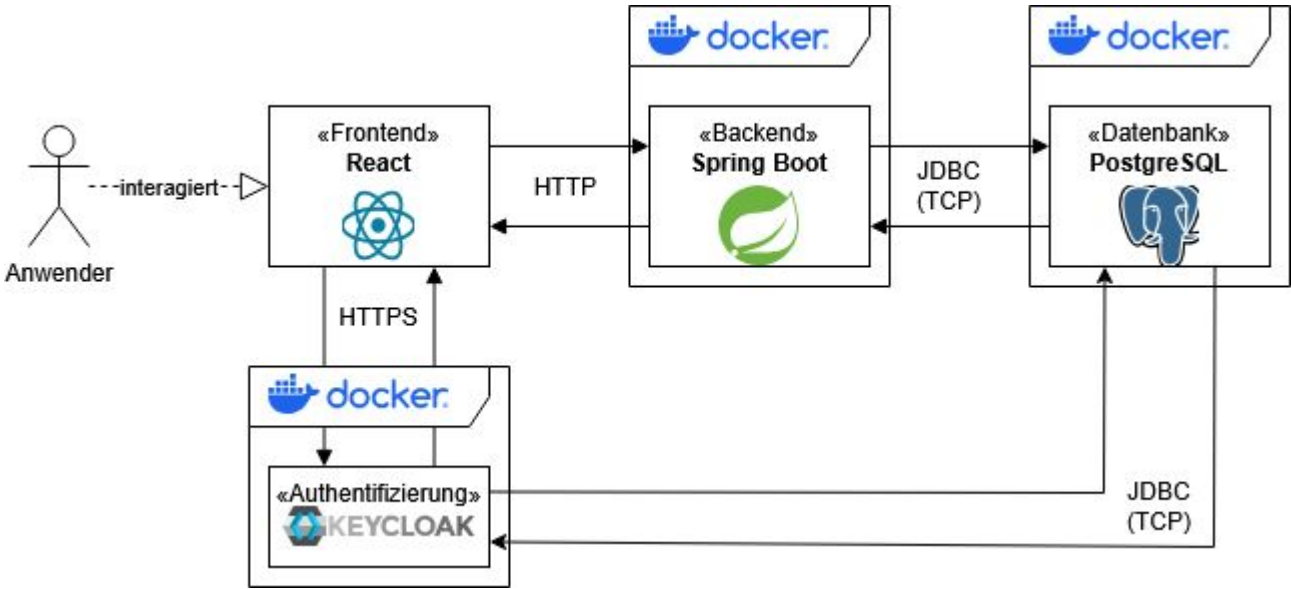 docker
docker
«Frontend»
React
«Backend»
Spring Boot
«Datenbank»
PostgreSQL
interagiert
HTTP
JDBC
(TCP)
Anwender
HTTPS
docker
«Authentifizierung»
KEYCLOAK
JDBC
(TCP)